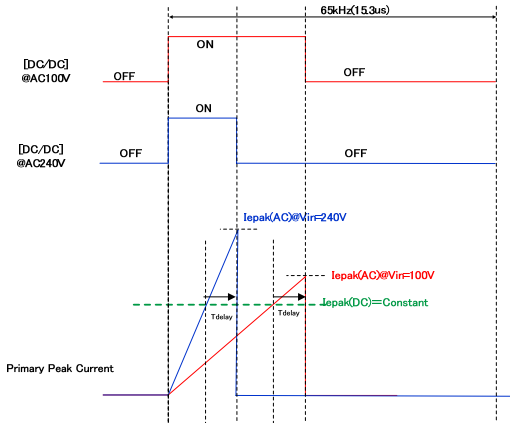 65kHz(15.3us)
ON
[DC/DC]
@AC100V
OFF
OFF
ON
[DC/DC]
@AC240V
OFF
OFF
Iepak(AC)@Vin=240V
Iepak(AC)@Vin=100V
Iepak(DC)=Constant
Tdelay
Tdelay
Primary Peak Current